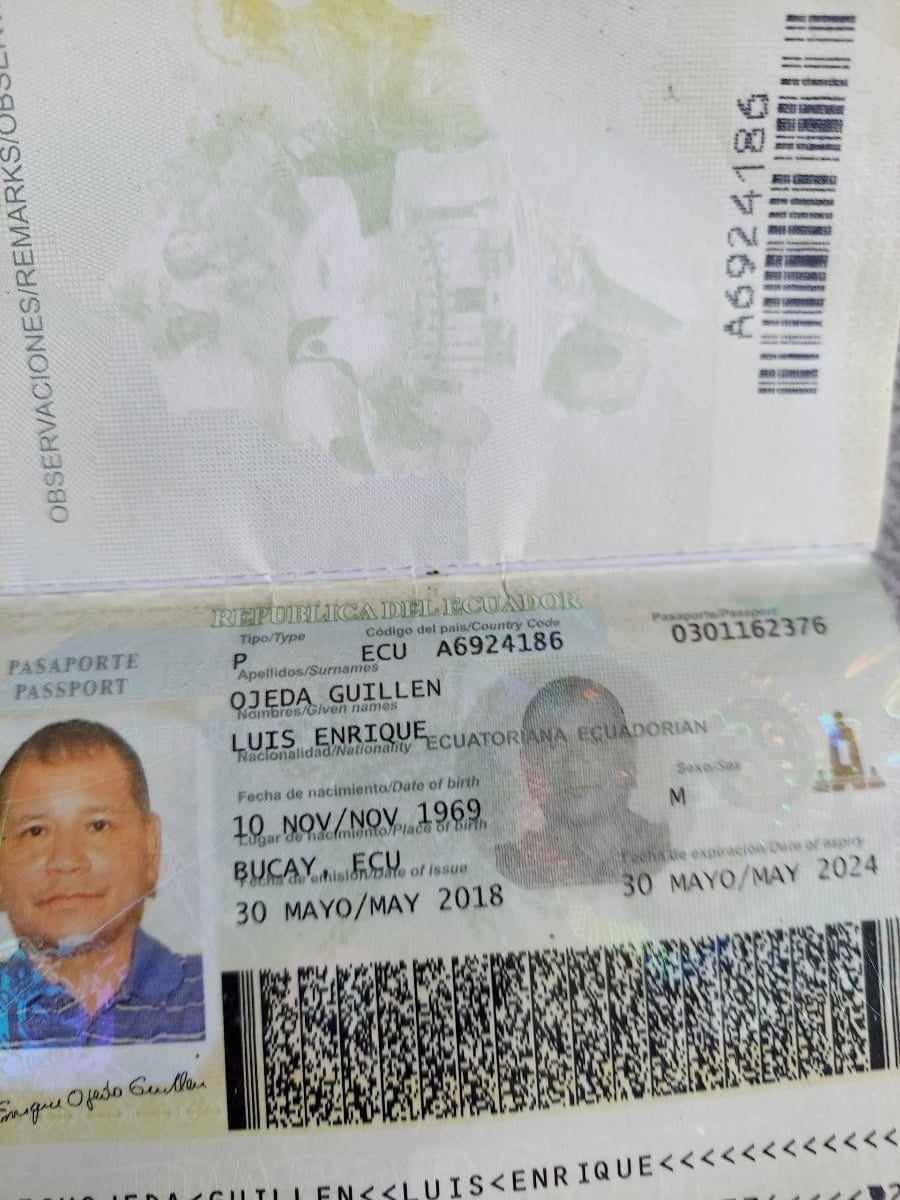 OBSERVACIONES/REMARKS/OBSER
A6924186
REPÚBLICA DEL ECUADOR
PASAPORTE
PASSPORT
Tipo/Type
Código del país/Country Code
Pasaporte/Passport
P
ECU
A6924186
0301162376
Apellidos/Surnames
OJEDA GUILLEN
Nombres/Given names
LUIS ENRIQUE
Nacionalidad/Nationality
ECUATORIANA ECUADORIAN
Fecha de nacimiento/Date of birth
Sexo/Sex
10 NOV/NOV 1969
M
Lugar de nacimiento/Place of birth
BUCAY, ECU
Fecha de emisión/Date of issue
Fecha de expiración/Date of expiry
30 MAYO/MAY 2018
30 MAYO/MAY 2024
Enrique Ojeda Guillen
OJEDA<GUILLEN<<LUIS<ENRIQUE<<<<<<<<<<<<